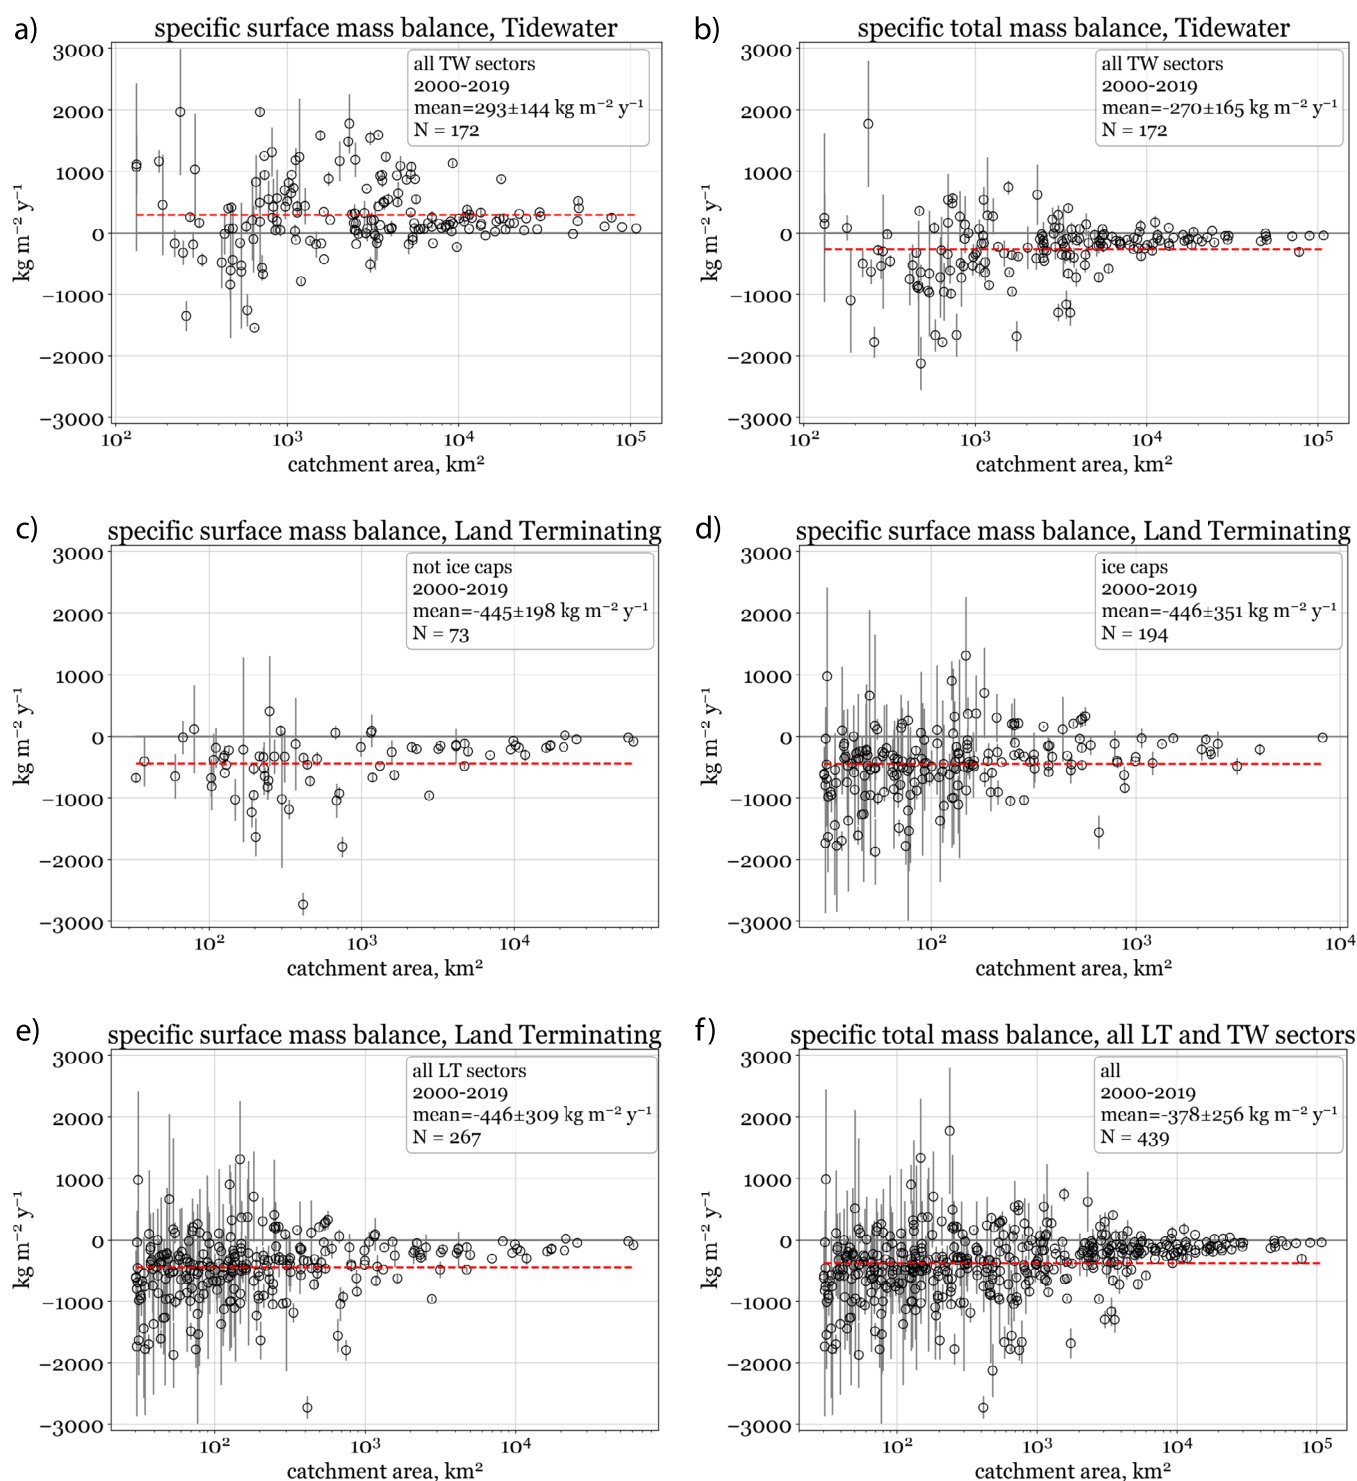 a)
specific surface mass balance, Tidewater
3000
2000
1000
0
−1000
−2000
−3000
kg m⁻² y⁻¹
all TW sectors
2000-2019
mean=293±144 kg m⁻² y⁻¹
N = 172
10² 10³ 10⁴ 10⁵
catchment area, km²
b)
specific total mass balance, Tidewater
3000
2000
1000
0
−1000
−2000
−3000
kg m⁻² y⁻¹
all TW sectors
2000-2019
mean=-270±165 kg m⁻² y⁻¹
N = 172
10² 10³ 10⁴ 10⁵
catchment area, km²
c)
specific surface mass balance, Land Terminating
3000
2000
1000
0
−1000
−2000
−3000
kg m⁻² y⁻¹
not ice caps
2000-2019
mean=-445±198 kg m⁻² y⁻¹
N = 73
10² 10³ 10⁴
catchment area, km²
d)
specific surface mass balance, Land Terminating
3000
2000
1000
0
−1000
−2000
−3000
kg m⁻² y⁻¹
ice caps
2000-2019
mean=-446±351 kg m⁻² y⁻¹
N = 194
10² 10³ 10⁴
catchment area, km²
e)
specific surface mass balance, Land Terminating
3000
2000
1000
0
−1000
−2000
−3000
kg m⁻² y⁻¹
all LT sectors
2000-2019
mean=-446±309 kg m⁻² y⁻¹
N = 267
10² 10³ 10⁴
catchment area, km²
f)
specific total mass balance, all LT and TW sectors
3000
2000
1000
0
−1000
−2000
−3000
kg m⁻² y⁻¹
all
2000-2019
mean=-378±256 kg m⁻² y⁻¹
N = 439
10² 10³ 10⁴ 10⁵
catchment area, km²